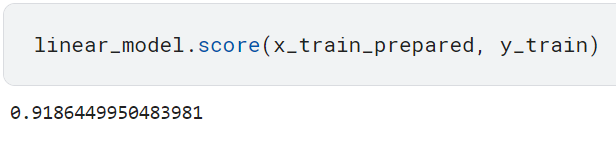 linear_model.score(x_train_prepared, y_train)
0.9186449950483981